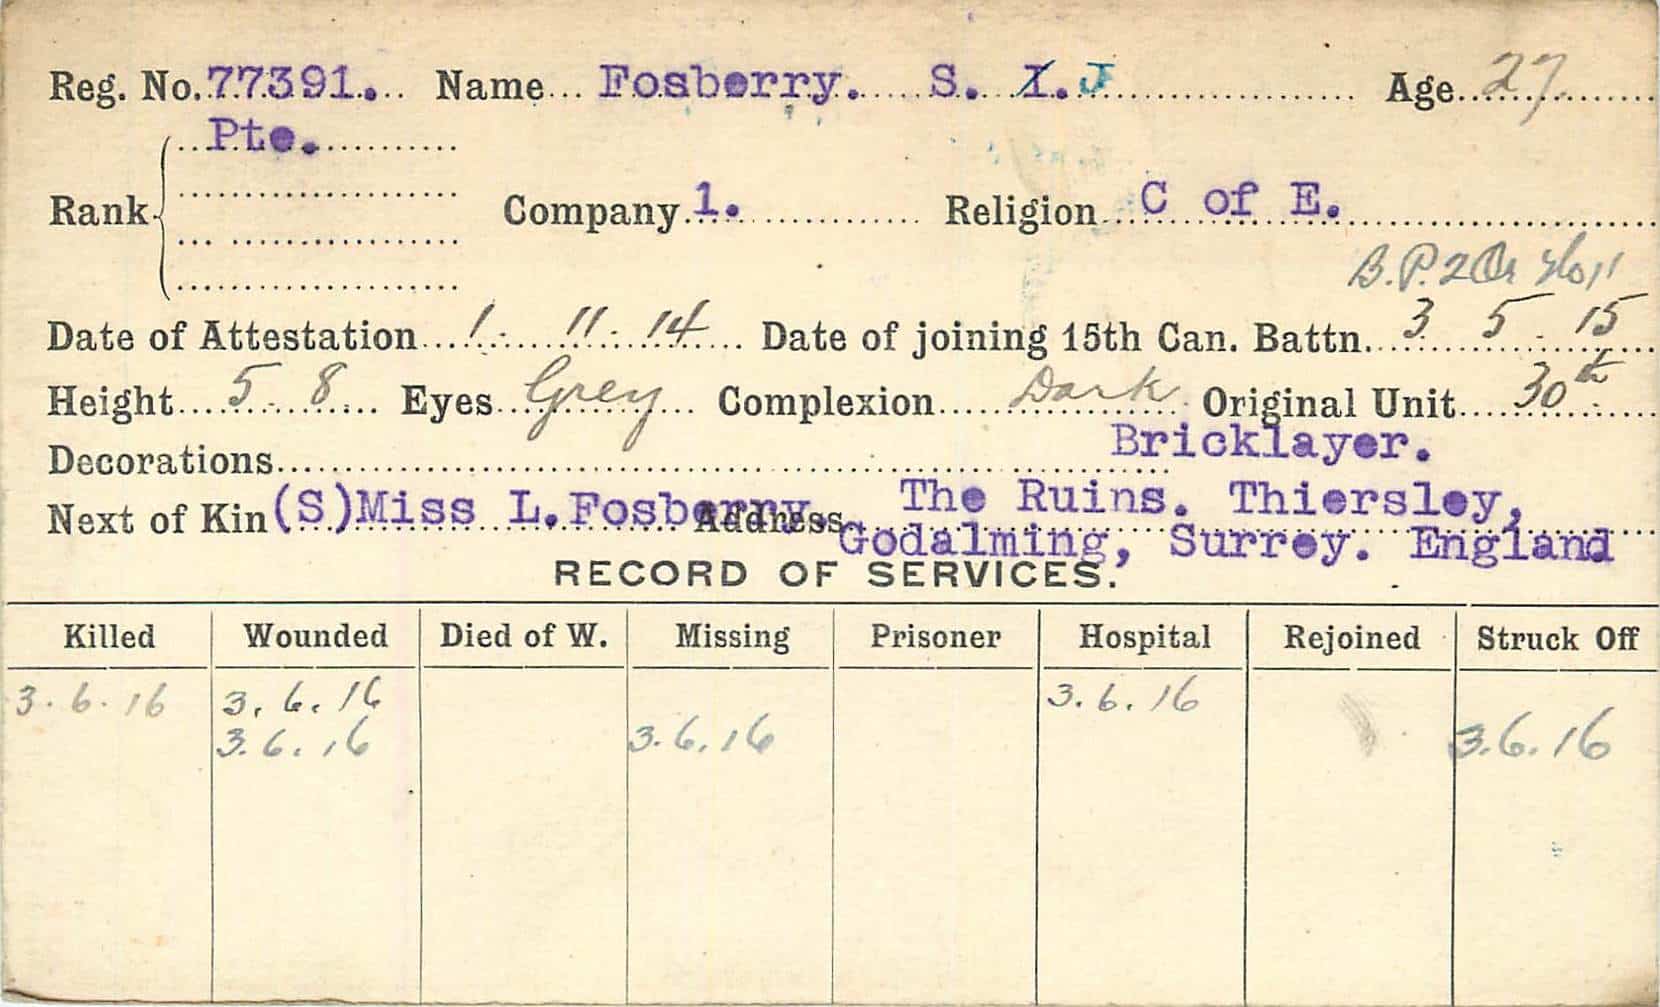 Reg. No. 77391. Name Fosberry. S. I. J Age 27
Pte.
Rank Company 1. Religion C of E.
B.P.2
Date of Attestation 1. 11. 14 Date of joining 15th Can. Battn. 3 5 15
Height 5 8 Eyes Grey Complexion Dark Original Unit 30th
Bricklayer.
Decorations
Next of Kin (S)Miss L.Fosberry. Address The Ruins. Thiersley,
Godalming, Surrey. England
RECORD OF SERVICES.
Killed Wounded Died of W. Missing Prisoner Hospital Rejoined Struck Off
3.6.16 3.6.16 3.6.16
3.6.16 3.6.16 3.6.16